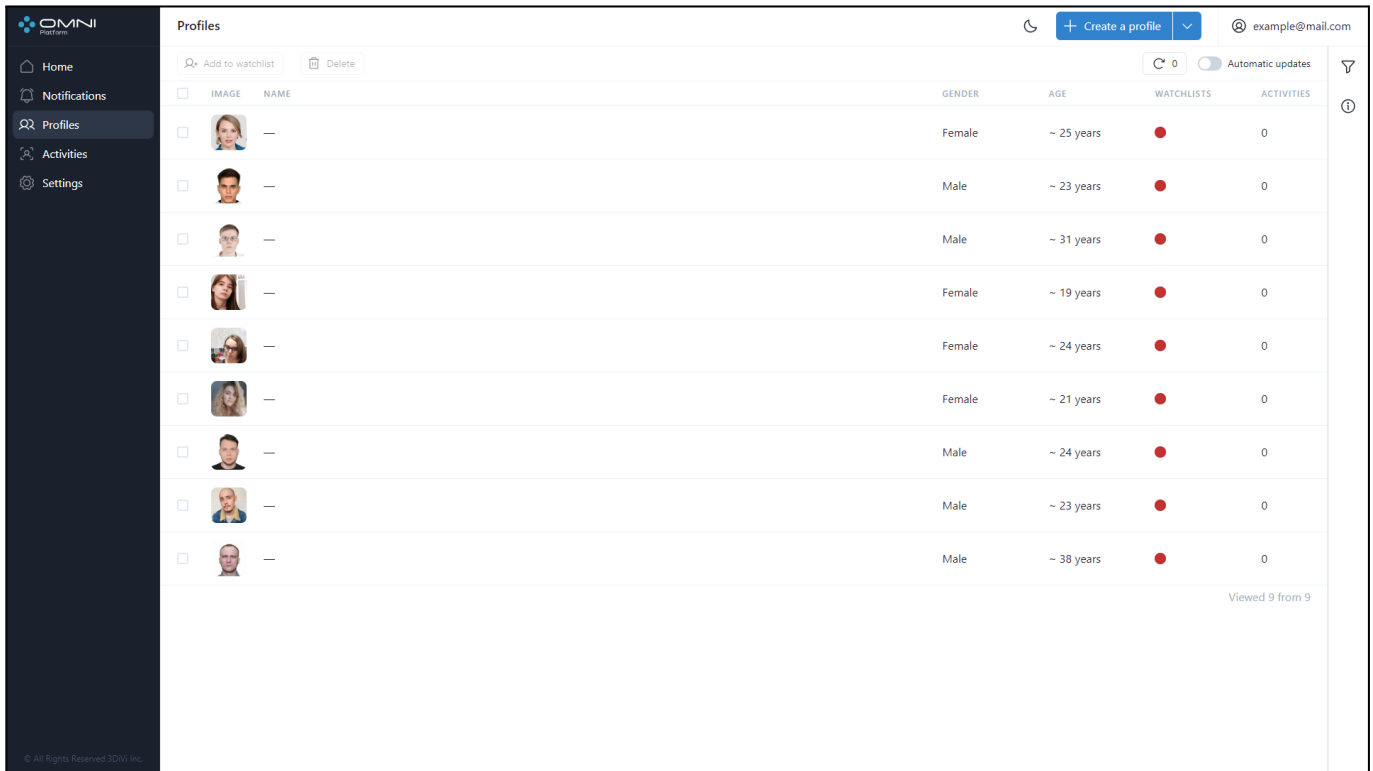 OMNI
Platform
Home
Notifications
Profiles
Activities
Settings
© All Rights Reserved 3DiVi Inc.
Profiles
Create a profile
example@mail.com
Add to watchlist Delete 0 Automatic updates
IMAGE NAME GENDER AGE WATCHLISTS ACTIVITIES
— Female ~ 25 years 0
— Male ~ 23 years 0
— Male ~ 31 years 0
— Female ~ 19 years 0
— Female ~ 24 years 0
— Female ~ 21 years 0
— Male ~ 24 years 0
— Male ~ 23 years 0
— Male ~ 38 years 0
Viewed 9 from 9